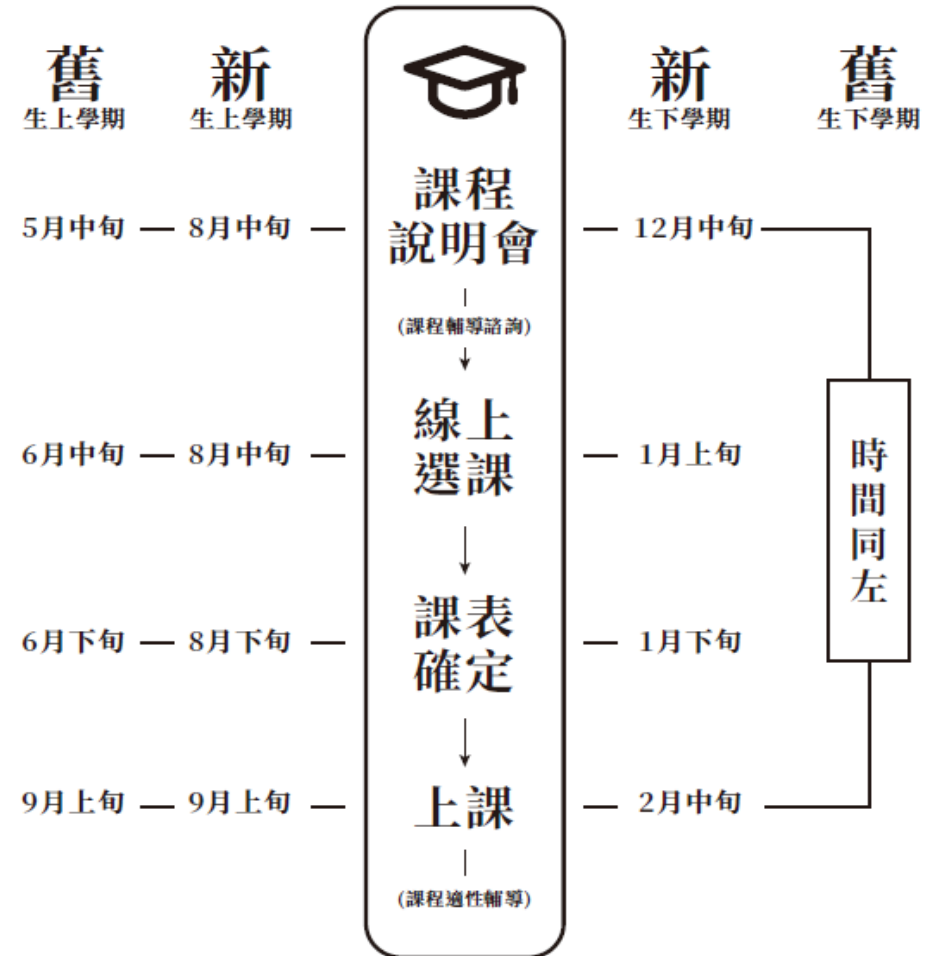 舊 新 新 舊
生上學期 生上學期 生下學期 生下學期
課程
說明會
5月中旬 8月中旬 12月中旬
(課程輔導諮詢)
線上
選課
6月中旬 8月中旬 1月上旬
時間同左
課表
確定
6月下旬 8月下旬 1月下旬
上課
9月上旬 9月上旬 2月中旬
(課程適性輔導)